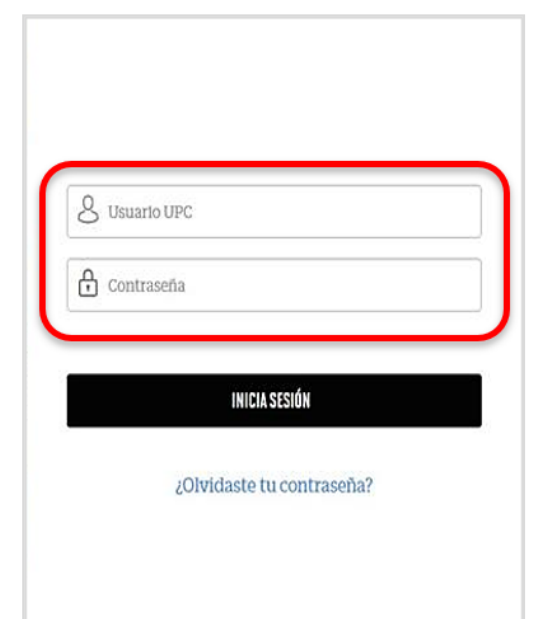 Usuario UPC
Contraseña
INICIA SESIÓN
¿Olvidaste tu contraseña?